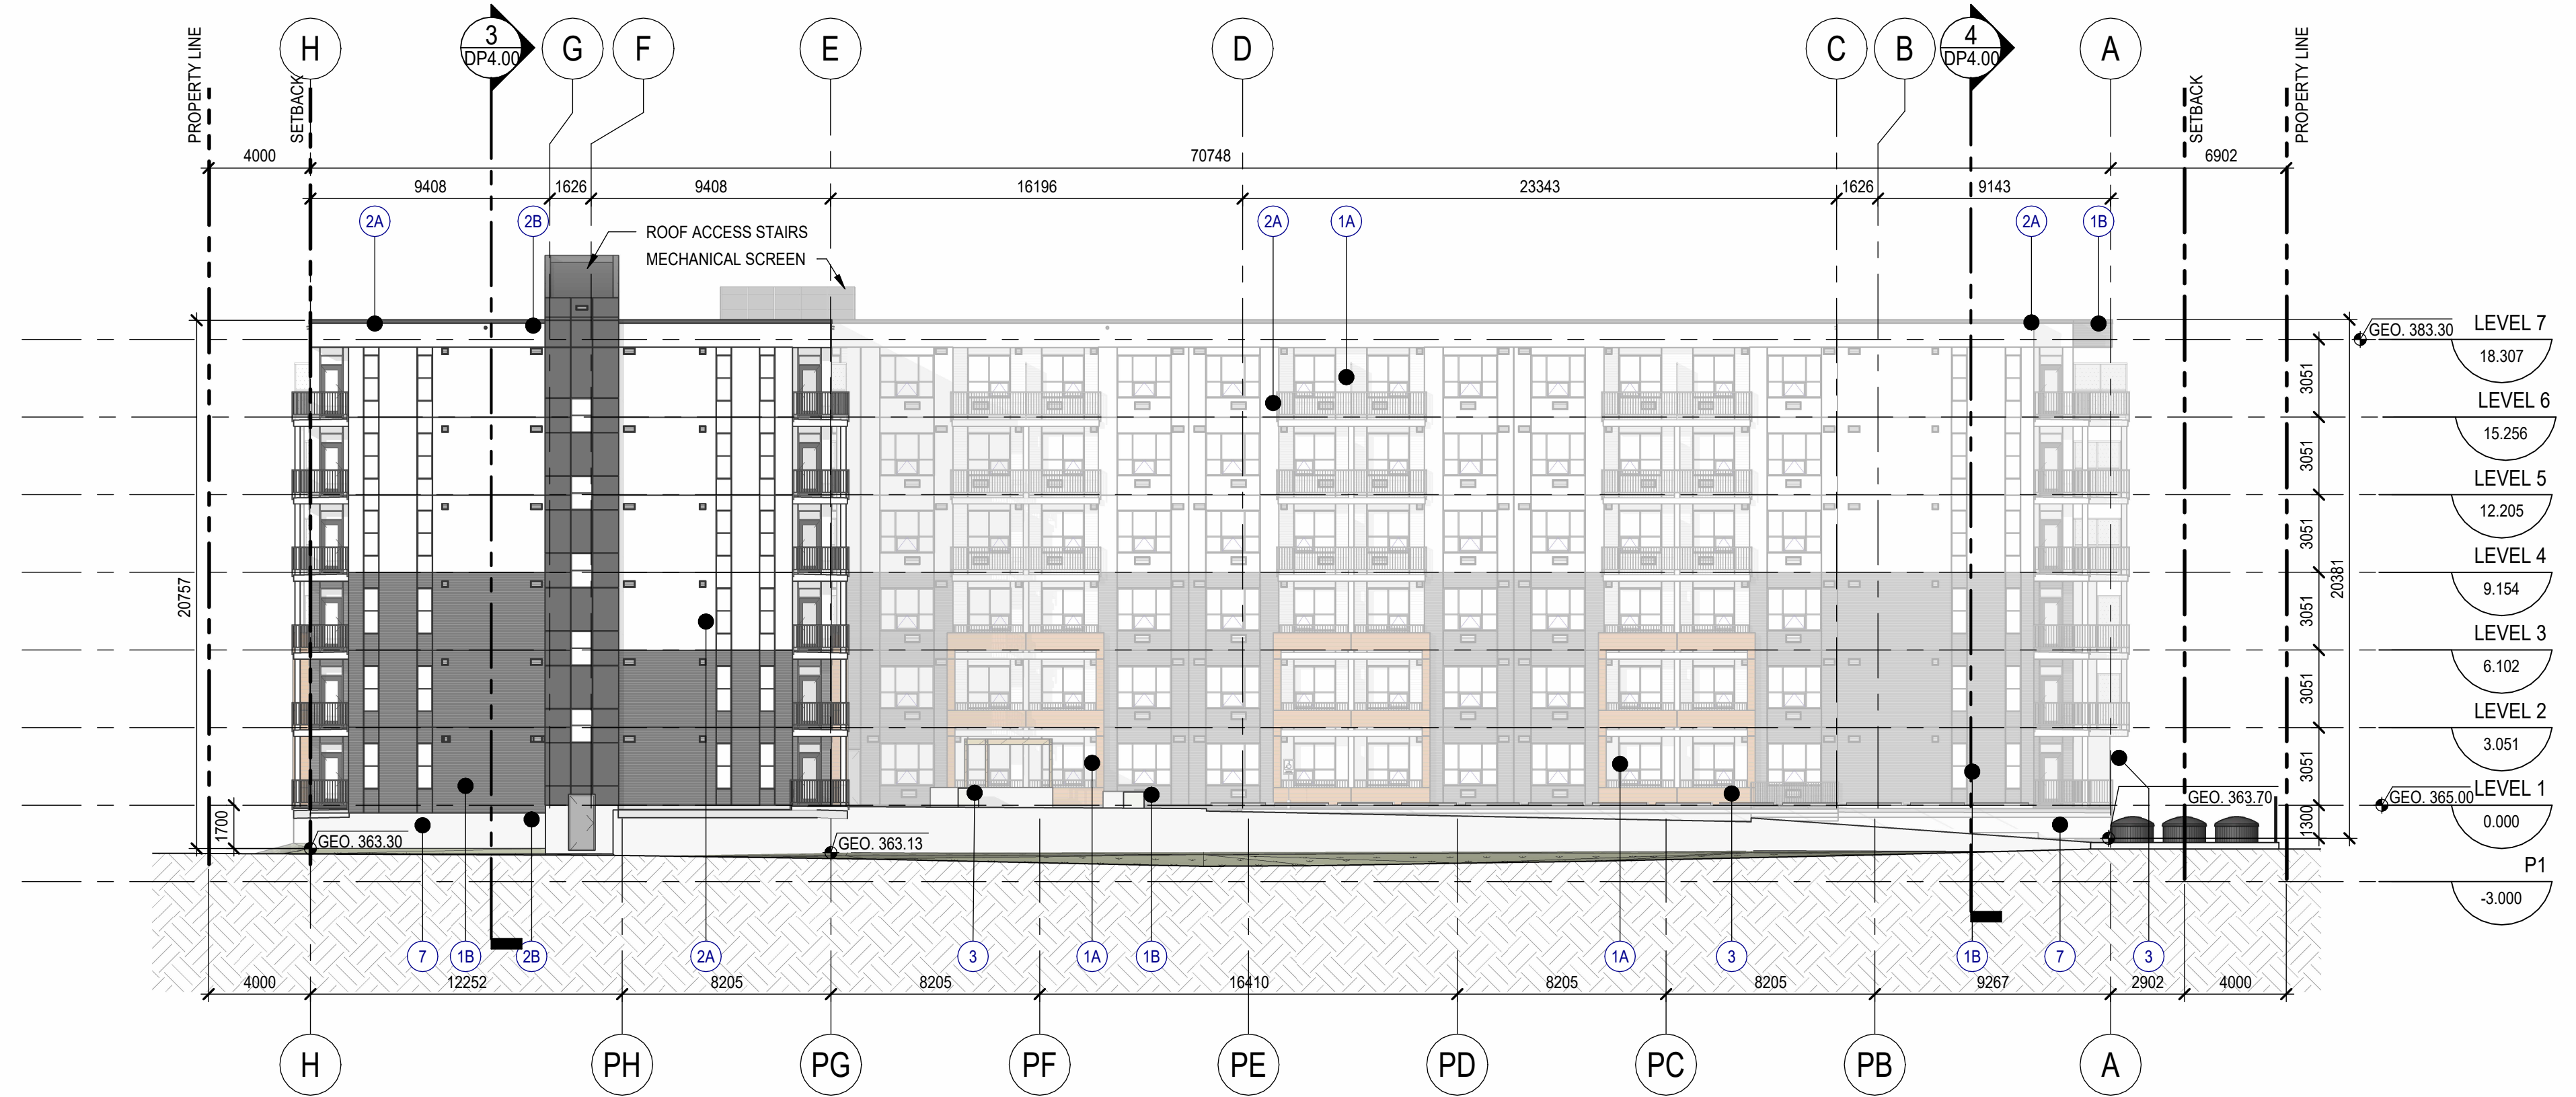 PROPERTY LINE
SETBACK
H
3
DP4.00
G
F
E
D
C
B
4
DP4.00
A
SETBACK
PROPERTY LINE
4000
70748
6902
9408
1626
9408
16196
23343
1626
9143
2A
2B
2A
1A
2A
1B
ROOF ACCESS STAIRS
MECHANICAL SCREEN
GEO. 383.30
LEVEL 7
18.307
3051
LEVEL 6
15.256
3051
LEVEL 5
12.205
3051
LEVEL 4
9.154
20757
20381
3051
LEVEL 3
6.102
3051
LEVEL 2
3.051
3051
GEO. 363.70
GEO. 365.00
LEVEL 1
0.000
1700
1300
GEO. 363.30
GEO. 363.13
P1
-3.000
7
1B
2B
2A
3
1A
1B
1A
3
1B
7
3
4000
12252
8205
8205
16410
8205
8205
9267
2902
4000
H
PH
PG
PF
PE
PD
PC
PB
A